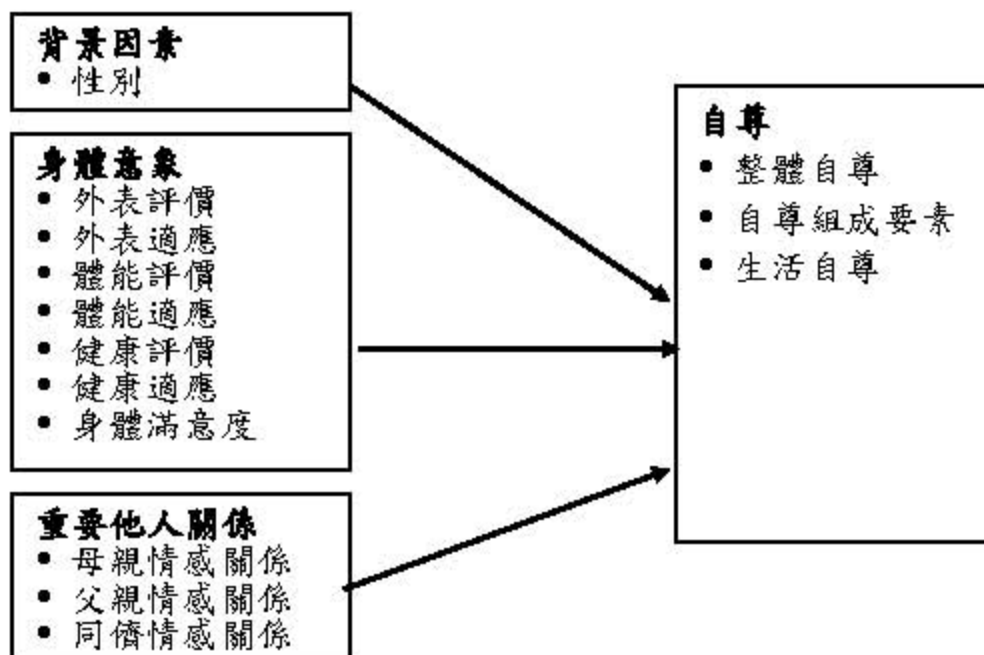 背景因素
• 性別
身體意象
• 外表評價
• 外表適應
• 體能評價
• 體能適應
• 健康評價
• 健康適應
• 身體滿意度
重要他人關係
• 母親情感關係
• 父親情感關係
• 同儕情感關係
自尊
• 整體自尊
• 自尊組成要素
• 生活自尊